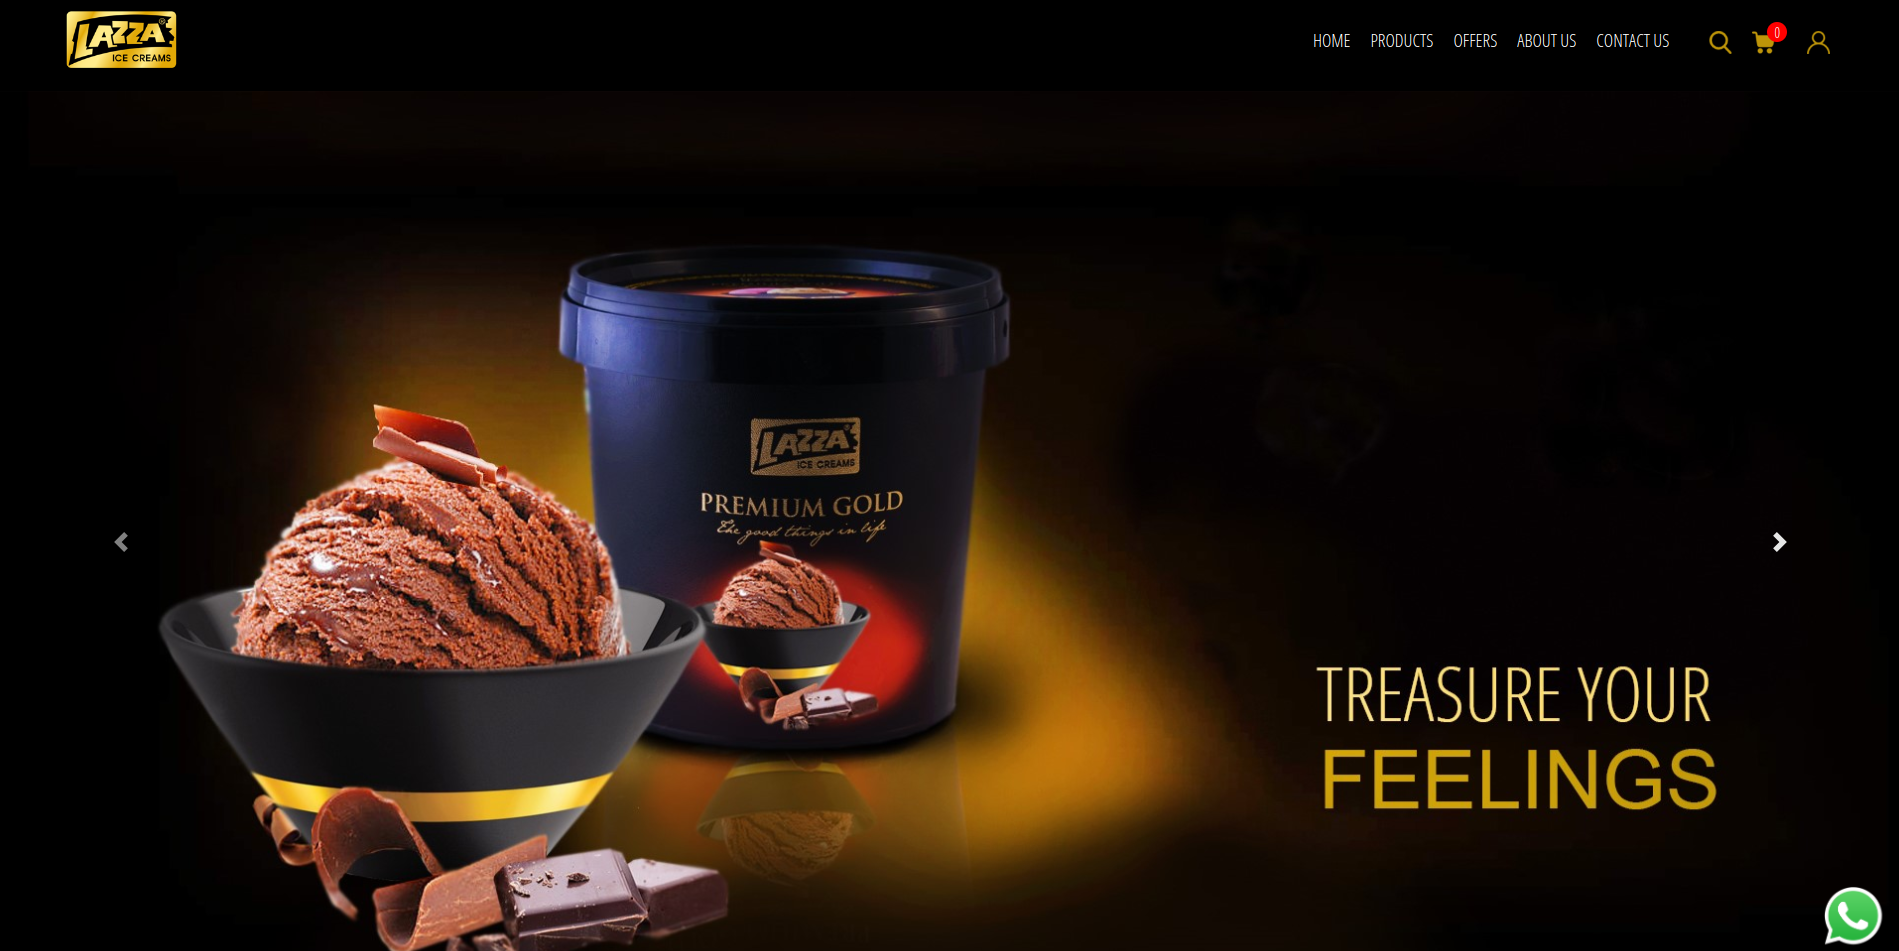 LAZZA®
ICE CREAMS
HOME PRODUCTS OFFERS ABOUT US CONTACT US
0
LAZZA®
ICE CREAMS
PREMIUM GOLD
The good things in life
TREASURE YOUR
FEELINGS